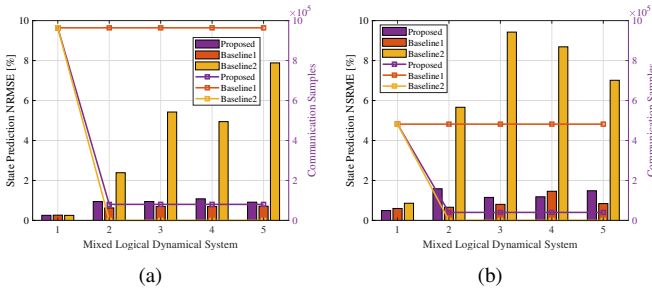 ×10⁵
10
8
6
4
2
0
10
8
6
4
2
0
State Prediction NRMSE [%]
Communication Samples
Proposed
Baseline1
Baseline2
Proposed
Baseline1
Baseline2
1 2 3 4 5
Mixed Logical Dynamical System
(a)
×10⁵
10
8
6
4
2
0
10
8
6
4
2
0
State Prediction NSRME [%]
Communication Samples
Proposed
Baseline1
Baseline2
Proposed
Baseline1
Baseline2
1 2 3 4 5
Mixed Logical Dynamical System
(b)